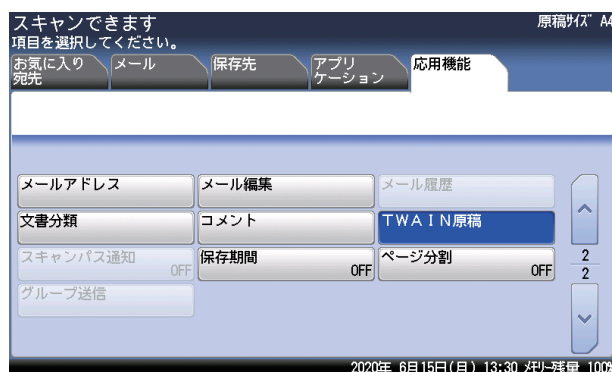 スキャンできます 原稿ｻｲｽﾞ A4
項目を選択してください。
お気に入り宛先 メール 保存先 アプリケーション 応用機能
メールアドレス メール編集 メール履歴
文書分類 コメント ＴＷＡＩＮ原稿
スキャンパス通知 OFF 保存期間 OFF ページ分割 OFF
2
2
グループ送信
2020年 6月15日(月) 13:30 ﾒﾓﾘｰ残量 100%